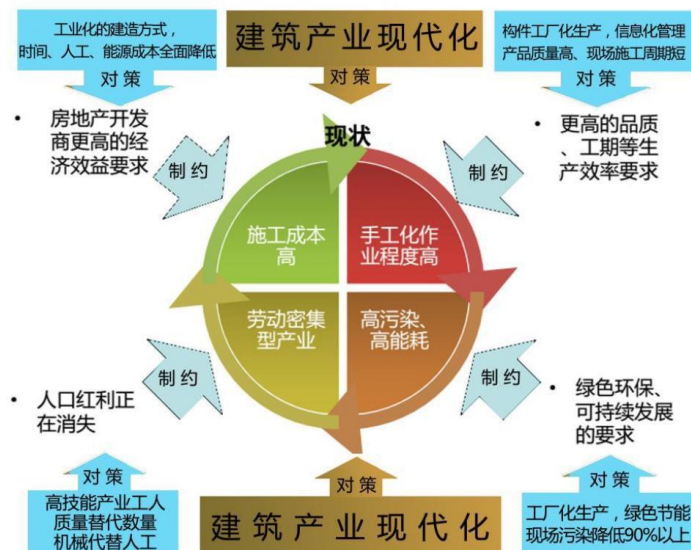 工业化的建造方式，
时间、人工、能源成本全面降低
对策
建筑产业现代化
对策
构件工厂化生产，信息化管理
产品质量高、现场施工周期短
对策
• 房地产开发
商更高的经
济效益要求
制约
现状
制约
• 更高的品质
、工期等生
产效率要求
施工成本
高
手工化作
业程度高
劳动密集
型产业
高污染、
高能耗
• 人口红利正
在消失
制约
制约
• 绿色环保、
可持续发展
的要求
对策
高技能产业工人
质量替代数量
机械代替人工
对策
建筑产业现代化
对策
工厂化生产，绿色节能
现场污染降低90%以上